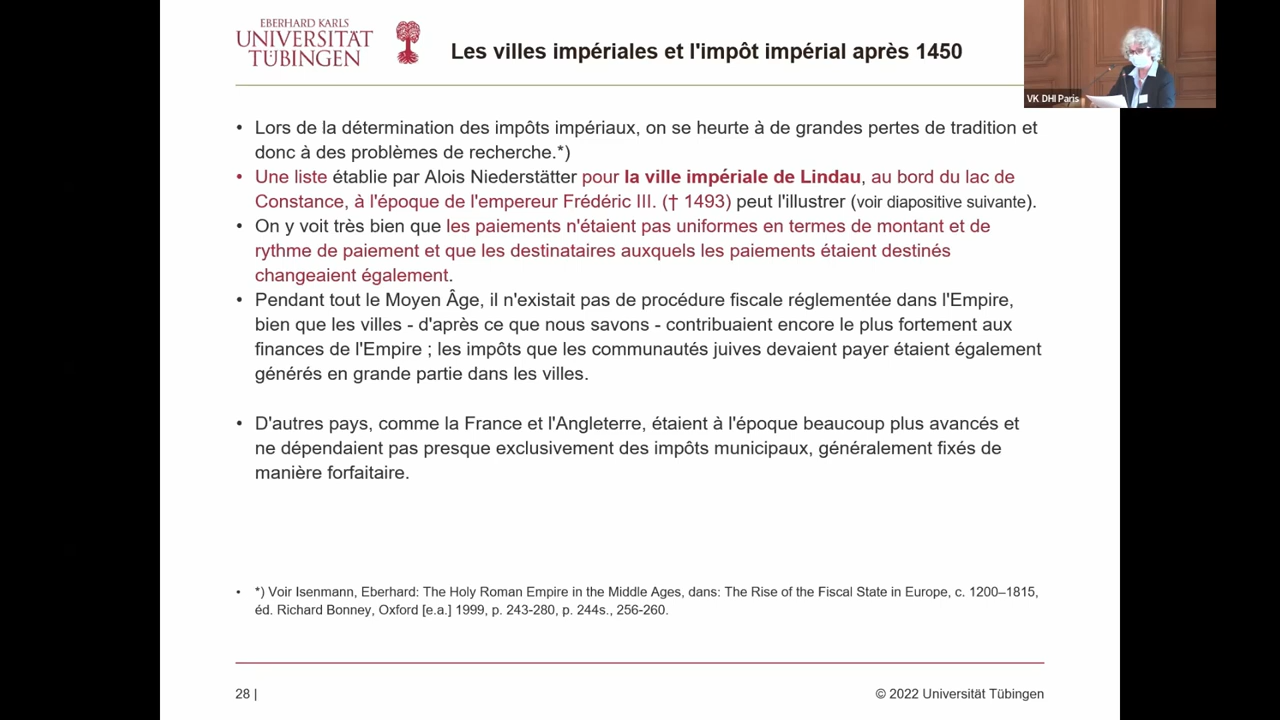 EBERHARD KARLS
UNIVERSITÄT
TÜBINGEN
Les villes impériales et l'impôt impérial après 1450
VK DHI Paris
• Lors de la détermination des impôts impériaux, on se heurte à de grandes pertes de tradition et
donc à des problèmes de recherche.*)
• Une liste établie par Alois Niederstätter pour la ville impériale de Lindau, au bord du lac de
Constance, à l'époque de l'empereur Frédéric III. († 1493) peut l'illustrer (voir diapositive suivante).
• On y voit très bien que les paiements n'étaient pas uniformes en termes de montant et de
rythme de paiement et que les destinataires auxquels les paiements étaient destinés
changeaient également.
• Pendant tout le Moyen Âge, il n'existait pas de procédure fiscale réglementée dans l'Empire,
bien que les villes - d'après ce que nous savons - contribuaient encore le plus fortement aux
finances de l'Empire ; les impôts que les communautés juives devaient payer étaient également
générés en grande partie dans les villes.
• D'autres pays, comme la France et l'Angleterre, étaient à l'époque beaucoup plus avancés et
ne dépendaient pas presque exclusivement des impôts municipaux, généralement fixés de
manière forfaitaire.
• *) Voir Isenmann, Eberhard: The Holy Roman Empire in the Middle Ages, dans: The Rise of the Fiscal State in Europe, c. 1200–1815,
éd. Richard Bonney, Oxford [e.a.] 1999, p. 243-280, p. 244s., 256-260.
28 |
© 2022 Universität Tübingen